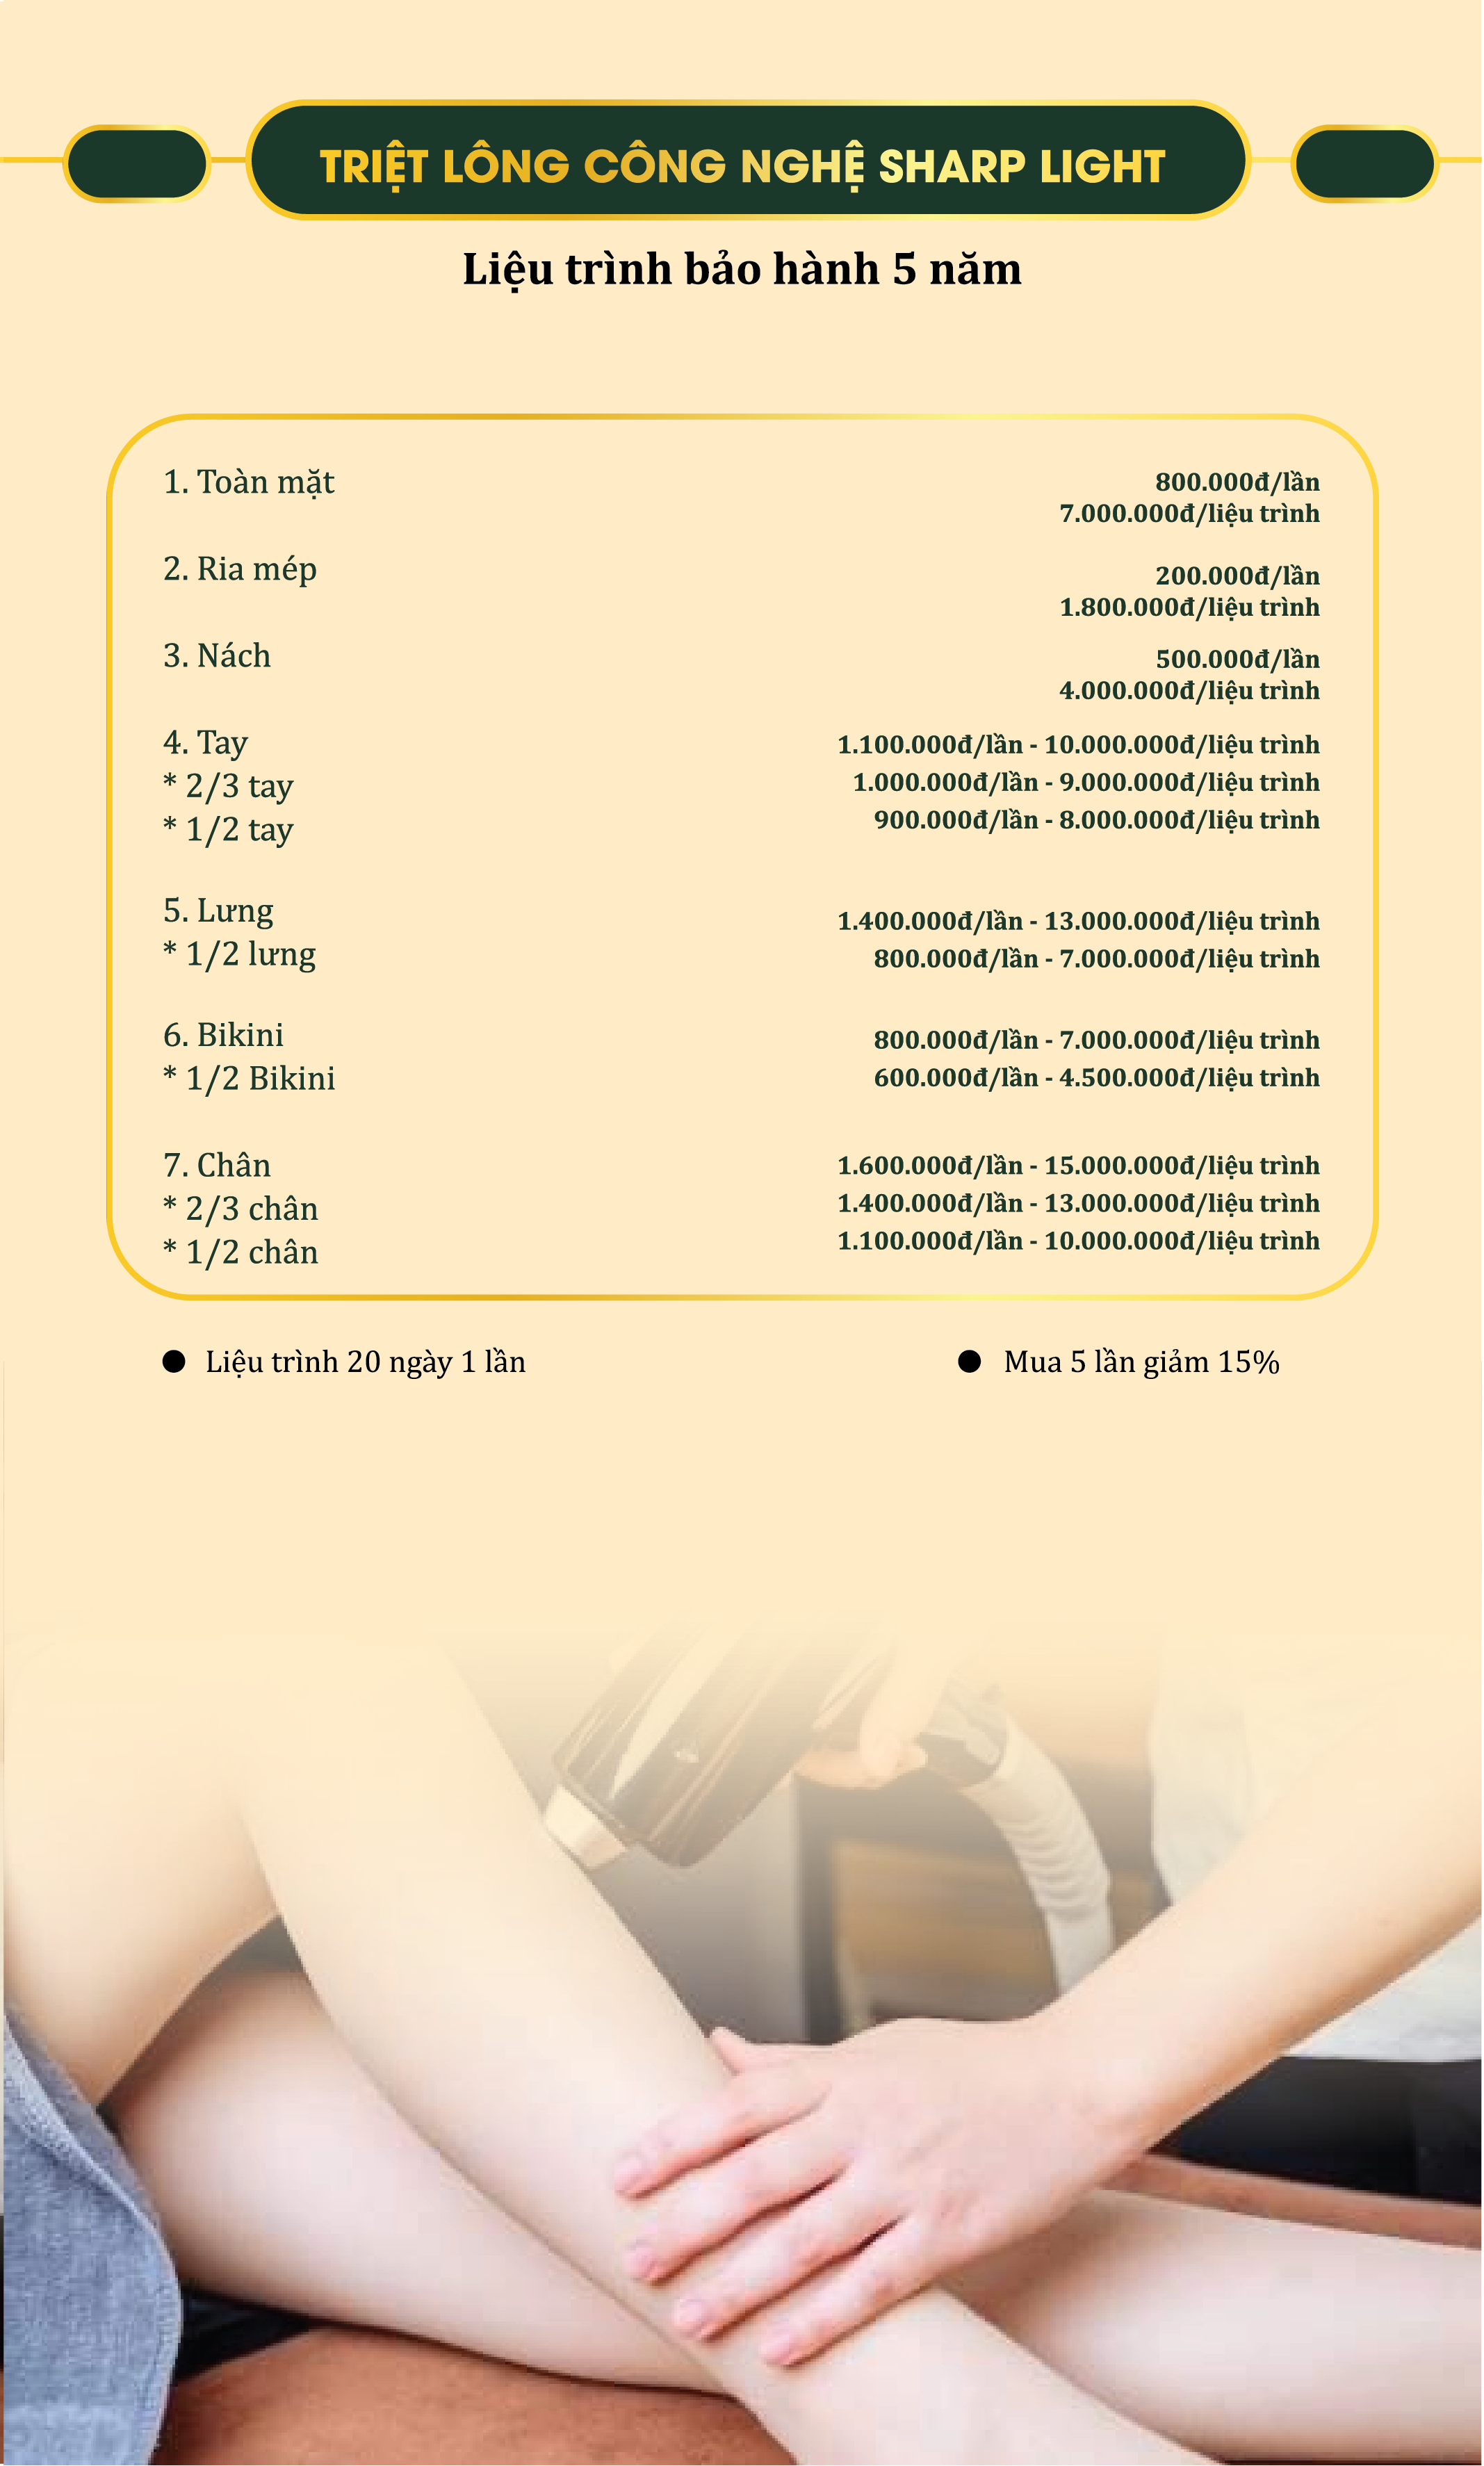 TRIỆT LÔNG CÔNG NGHỆ SHARP LIGHT
Liệu trình bảo hành 5 năm
1. Toàn mặt 800.000đ/lần
7.000.000đ/liệu trình
2. Ria mép 200.000đ/lần
1.800.000đ/liệu trình
3. Nách 500.000đ/lần
4.000.000đ/liệu trình
4. Tay 1.100.000đ/lần - 10.000.000đ/liệu trình
* 2/3 tay 1.000.000đ/lần - 9.000.000đ/liệu trình
* 1/2 tay 900.000đ/lần - 8.000.000đ/liệu trình
5. Lưng 1.400.000đ/lần - 13.000.000đ/liệu trình
* 1/2 lưng 800.000đ/lần - 7.000.000đ/liệu trình
6. Bikini 800.000đ/lần - 7.000.000đ/liệu trình
* 1/2 Bikini 600.000đ/lần - 4.500.000đ/liệu trình
7. Chân 1.600.000đ/lần - 15.000.000đ/liệu trình
* 2/3 chân 1.400.000đ/lần - 13.000.000đ/liệu trình
* 1/2 chân 1.100.000đ/lần - 10.000.000đ/liệu trình
● Liệu trình 20 ngày 1 lần ● Mua 5 lần giảm 15%